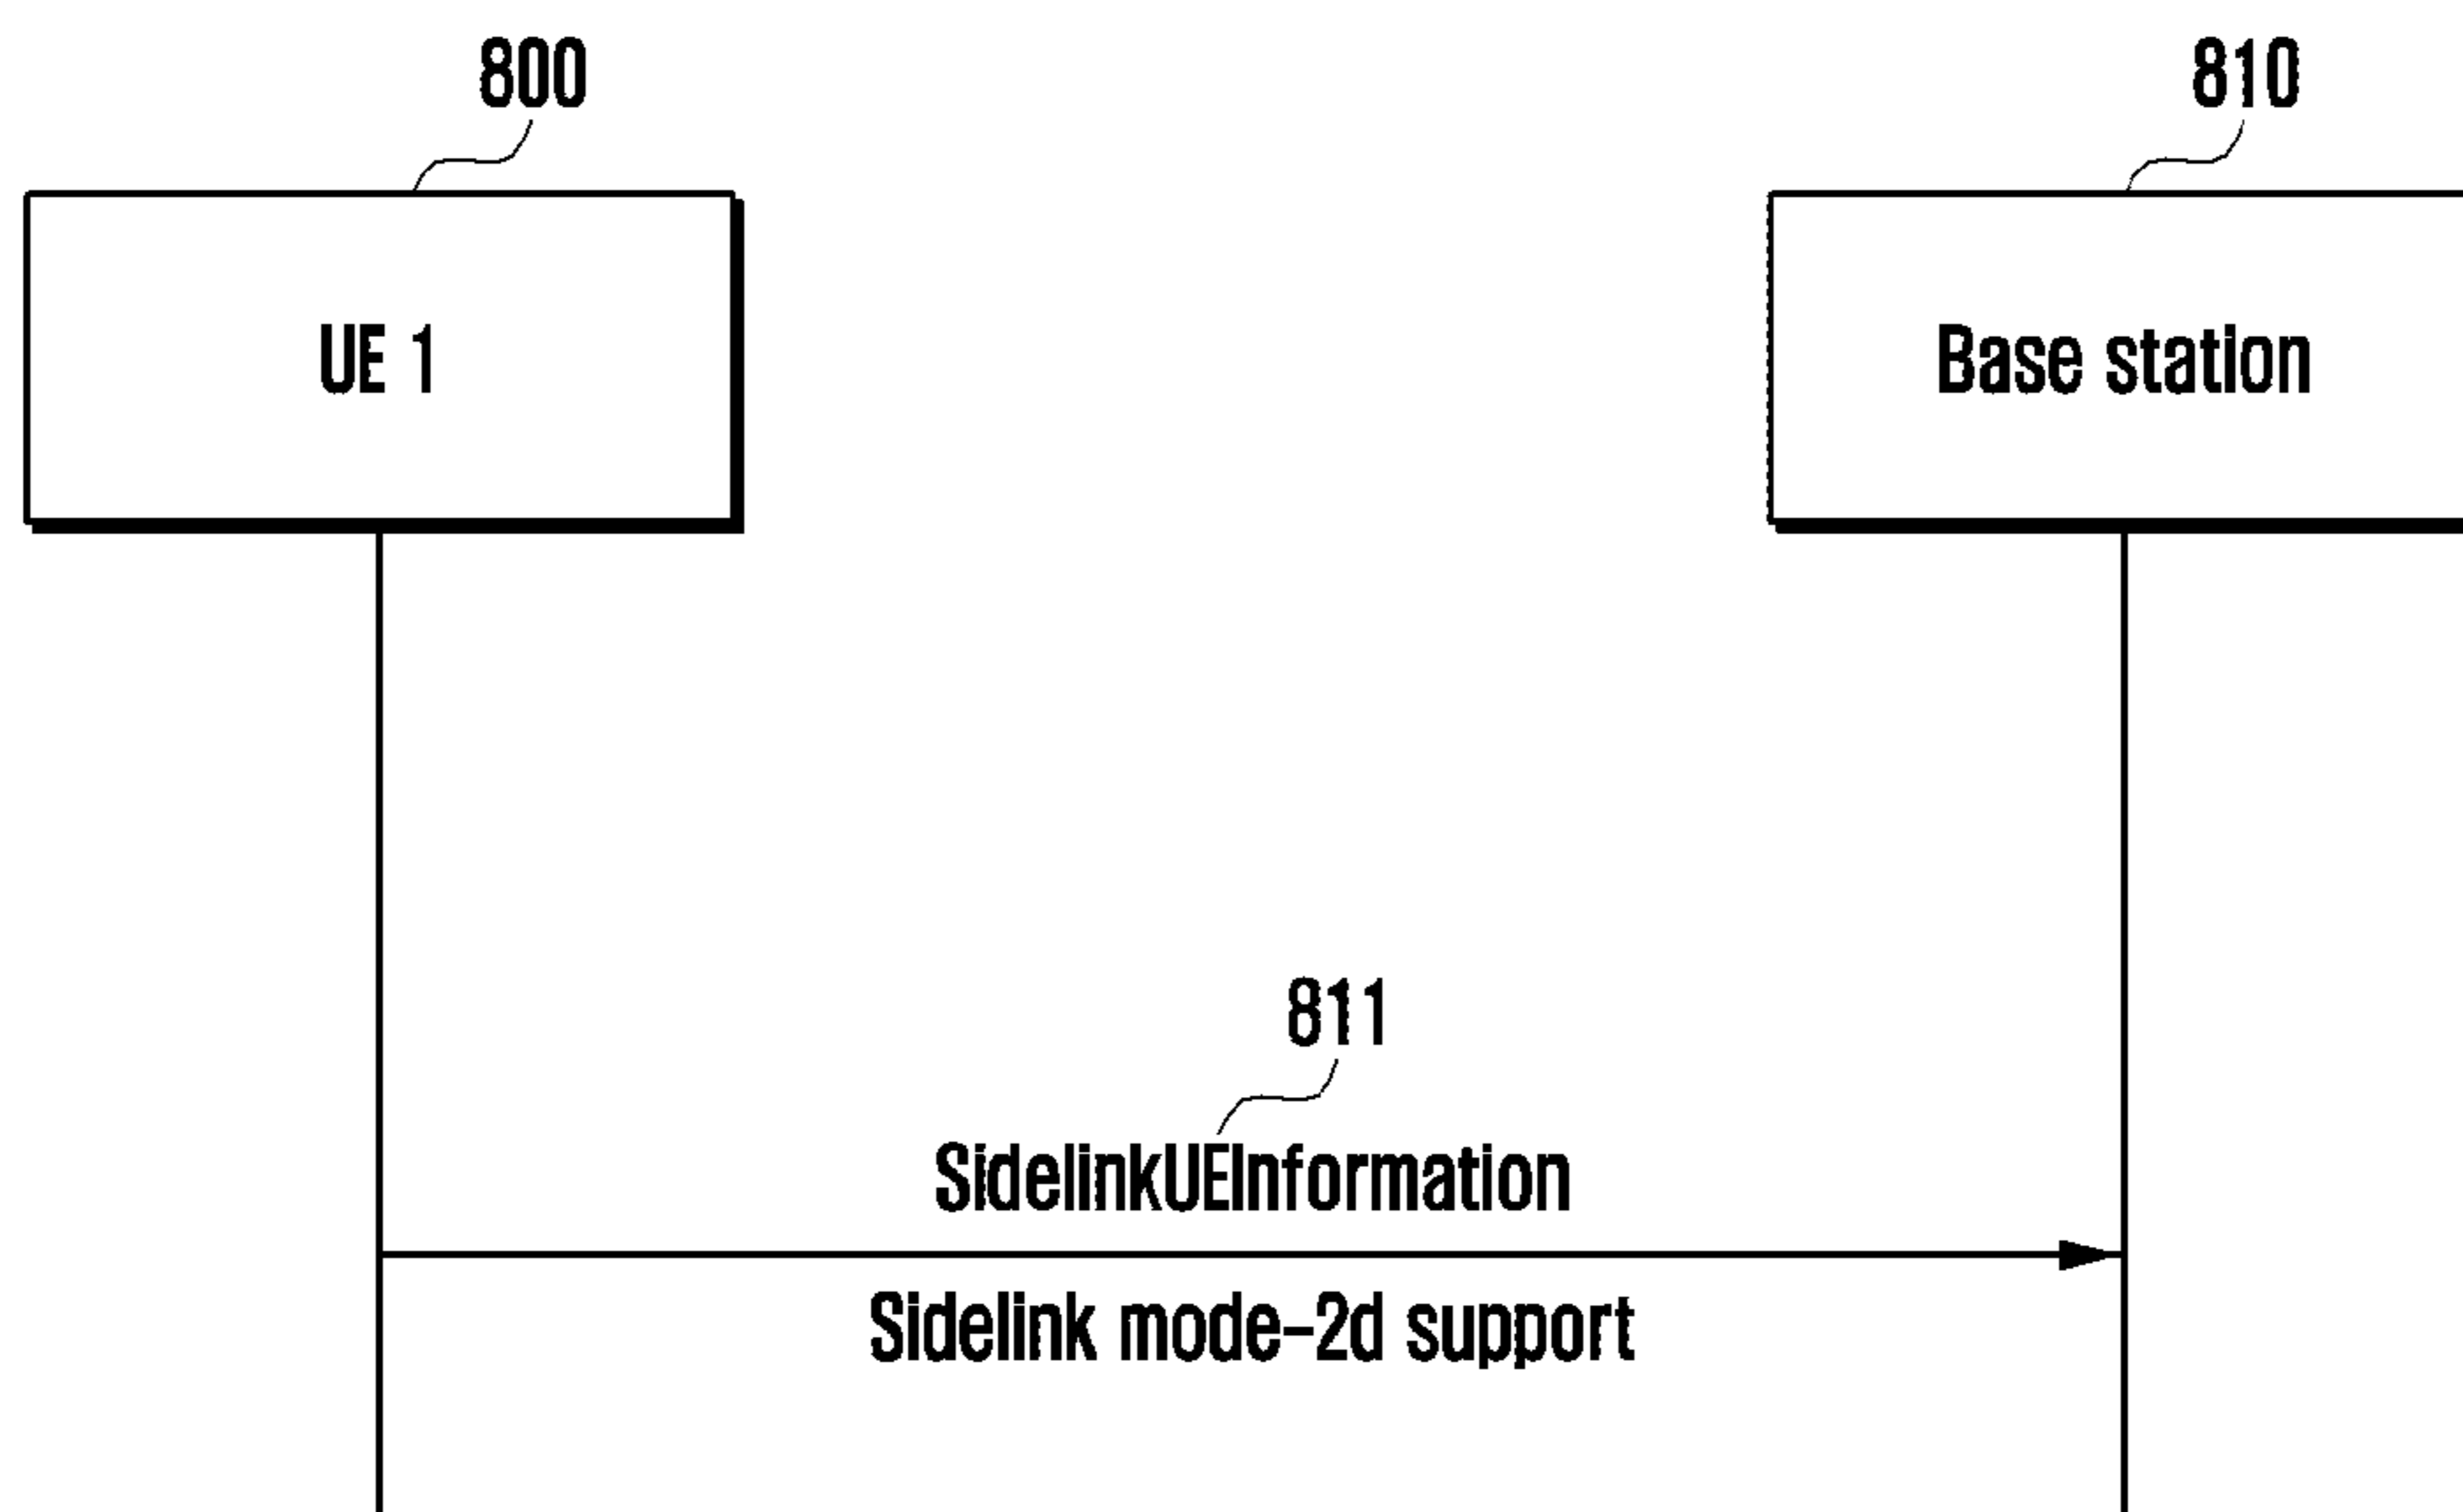 800
810
UE 1
Base station
811
SidelinkUEInformation
Sidelink mode-2d support